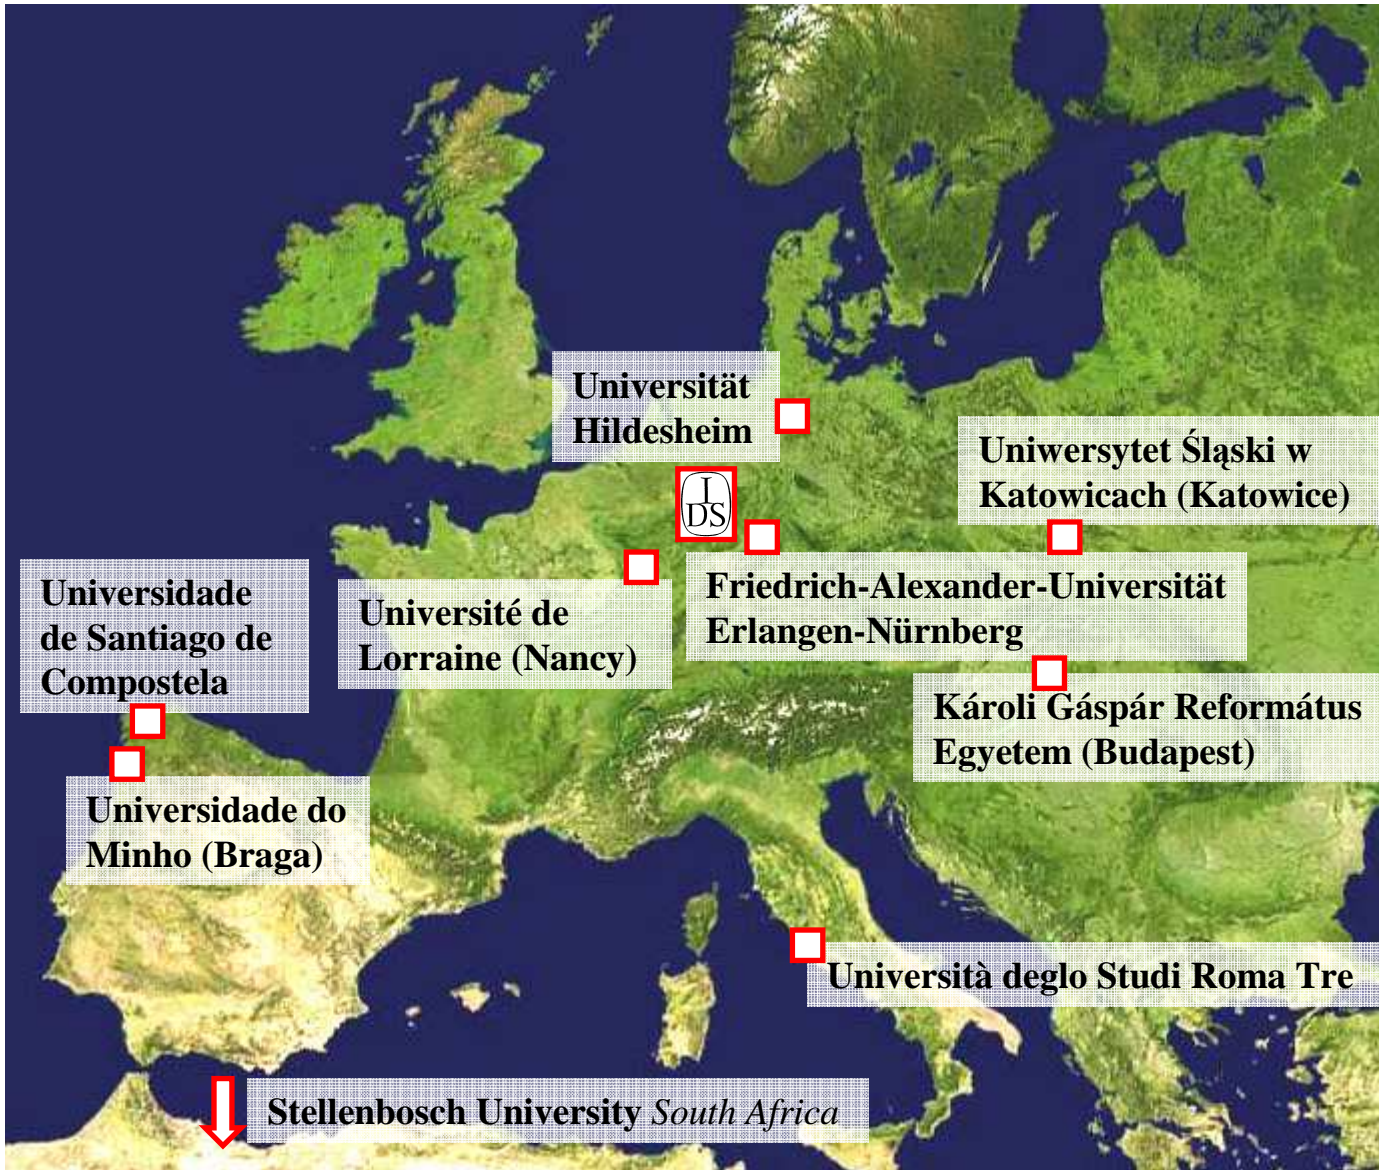 Universität
Hildesheim
I
DS
Uniwersytet Śląski w
Katowicach (Katowice)
Universidade
de Santiago de
Compostela
Université de
Lorraine (Nancy)
Friedrich-Alexander-Universität
Erlangen-Nürnberg
Károli Gáspár Református
Egyetem (Budapest)
Universidade do
Minho (Braga)
Università deglo Studi Roma Tre
Stellenbosch University South Africa